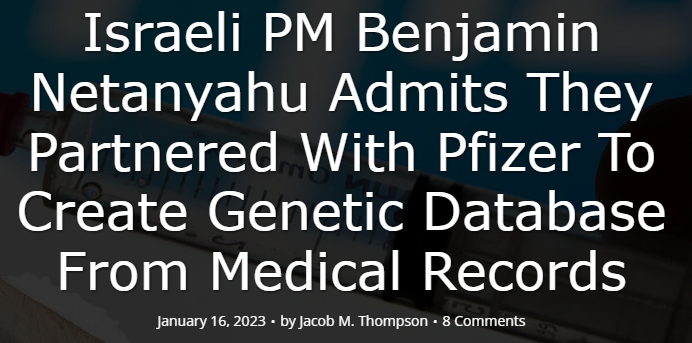 Israeli PM Benjamin
Netanyahu Admits They
Partnered With Pfizer To
Create Genetic Database
From Medical Records
January 16, 2023 • by Jacob M. Thompson • 8 Comments